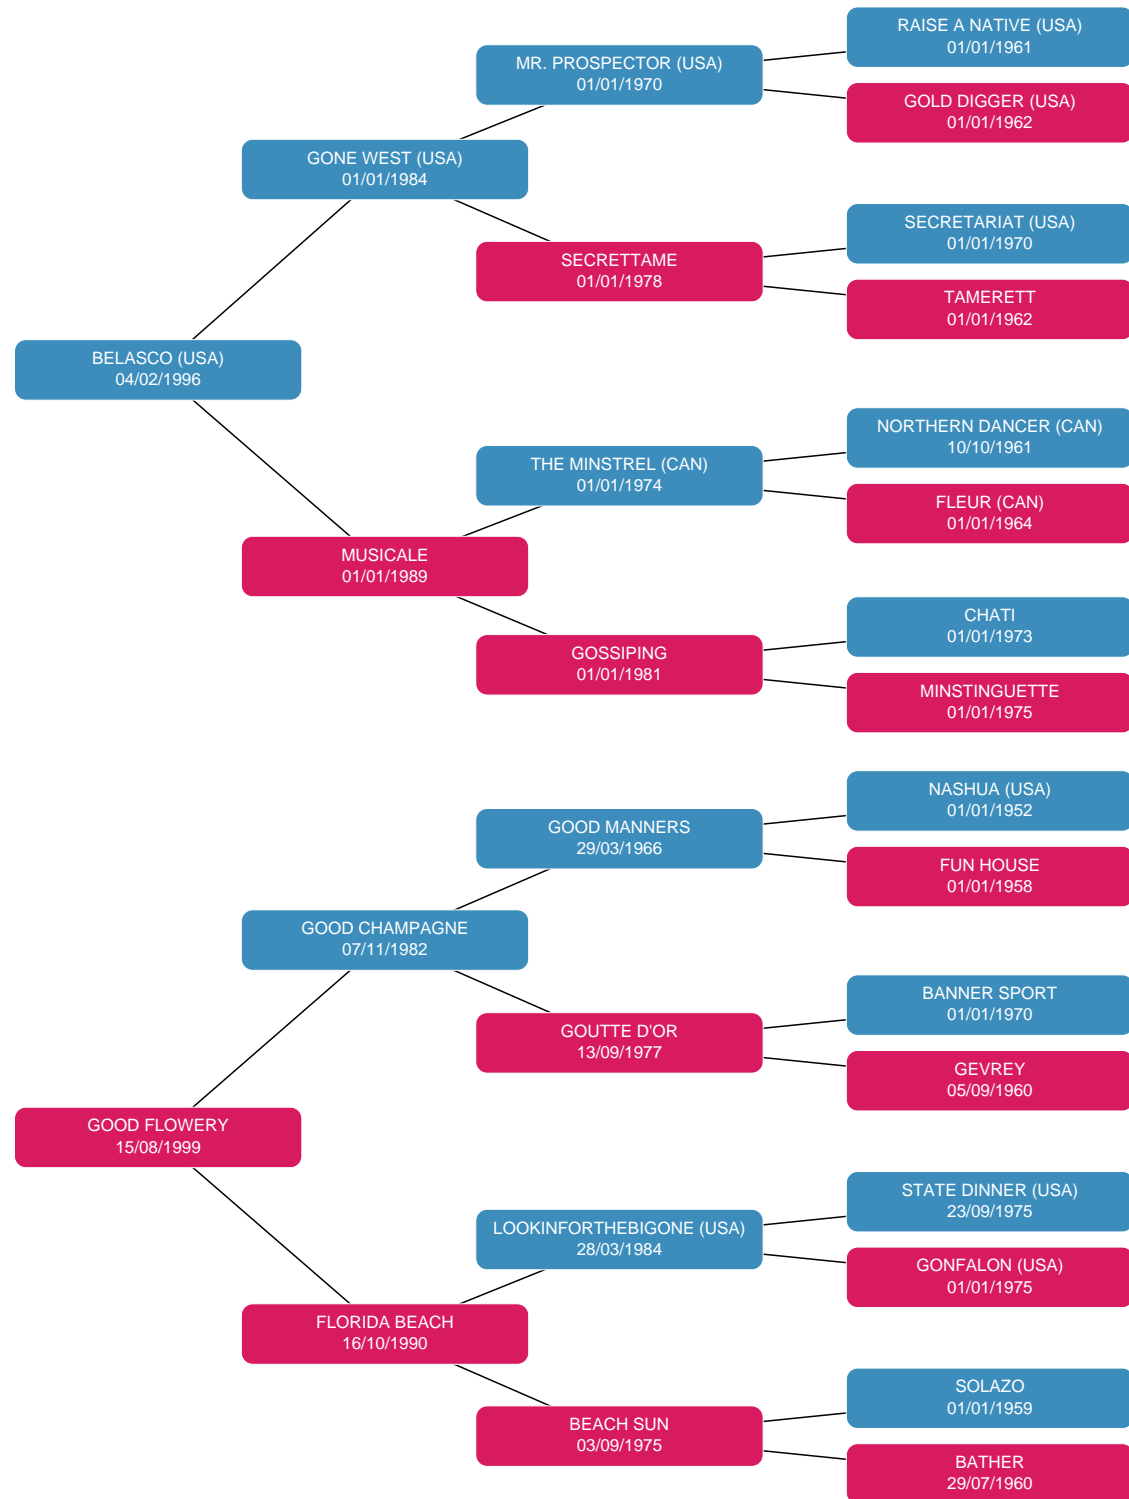 RAISE A NATIVE (USA)
01/01/1961
MR. PROSPECTOR (USA)
01/01/1970
GOLD DIGGER (USA)
01/01/1962
GONE WEST (USA)
01/01/1984
SECRETARIAT (USA)
01/01/1970
SECRETTAME
01/01/1978
TAMERETT
01/01/1962
BELASCO (USA)
04/02/1996
NORTHERN DANCER (CAN)
10/10/1961
THE MINSTREL (CAN)
01/01/1974
FLEUR (CAN)
01/01/1964
MUSICALE
01/01/1989
CHATI
01/01/1973
GOSSIPING
01/01/1981
MINSTINGUETTE
01/01/1975
NASHUA (USA)
01/01/1952
GOOD MANNERS
29/03/1966
FUN HOUSE
01/01/1958
GOOD CHAMPAGNE
07/11/1982
BANNER SPORT
01/01/1970
GOUTTE D'OR
13/09/1977
GEVREY
05/09/1960
GOOD FLOWERY
15/08/1999
STATE DINNER (USA)
23/09/1975
LOOKINFORTHEBIGONE (USA)
28/03/1984
GONFALON (USA)
01/01/1975
FLORIDA BEACH
16/10/1990
SOLAZO
01/01/1959
BEACH SUN
03/09/1975
BATHER
29/07/1960